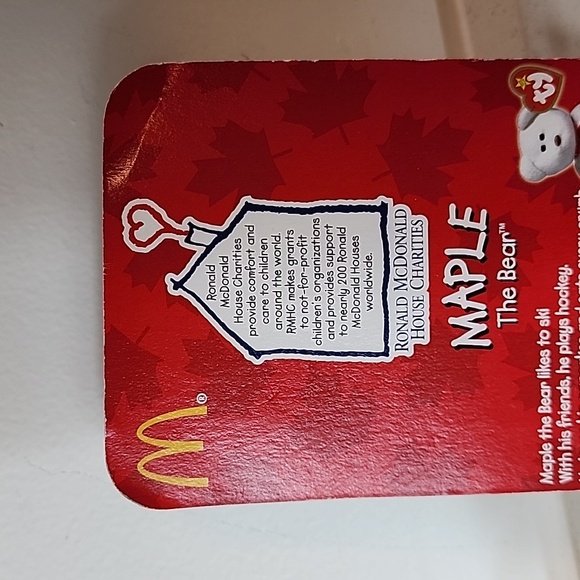 Ronald
McDonald
House Charities
provide comfort and
care to children
around the world.
RMHC makes grants
to not-for-profit
children's organizations
and provides support
to nearly 200 Ronald
McDonald Houses
worldwide.
RONALD MCDONALD
HOUSE CHARITIES
®
MAPLE
The Bear™
ty
Maple the Bear likes to ski
With his friends, he plays hockey.